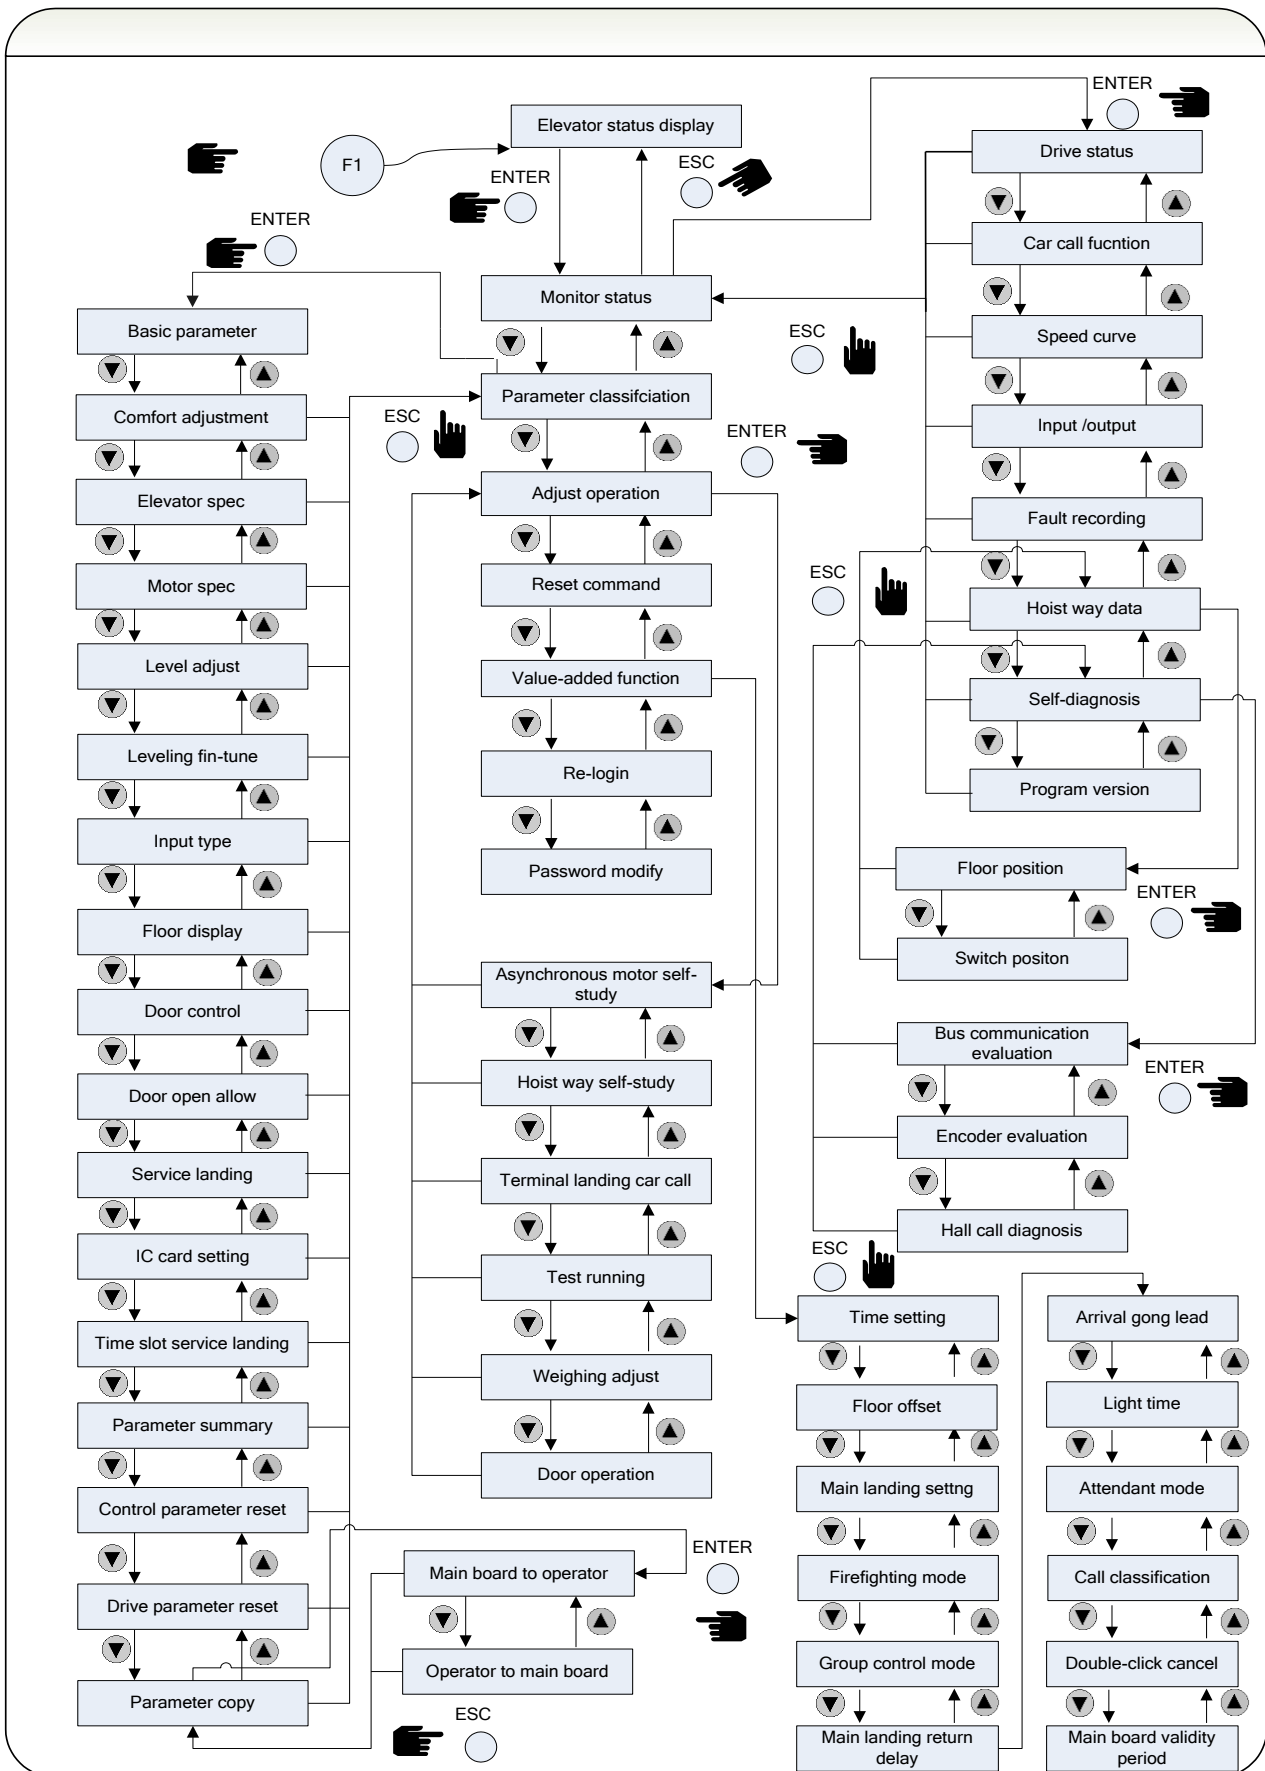 ENTER
Elevator status display
F1
ESC
ENTER
Drive status
ENTER
Car call fucntion
Monitor status
Basic parameter
ESC
Speed curve
Parameter classifciation
Comfort adjustment
ESC
ENTER
Input /output
Elevator spec
Adjust operation
Fault recording
Motor spec
Reset command
ESC
Hoist way data
Level adjust
Value-added function
Self-diagnosis
Leveling fin-tune
Re-login
Program version
Input type
Password modify
Floor position
ENTER
Floor display
Switch positon
Asynchronous motor self-
study
Door control
Bus communication
evaluation
Hoist way self-study
ENTER
Door open allow
Encoder evaluation
Service landing
Terminal landing car call
Hall call diagnosis
IC card setting
ESC
Test running
Time setting
Arrival gong lead
Time slot service landing
Weighing adjust
Floor offset
Light time
Parameter summary
Door operation
Main landing settng
Attendant mode
Control parameter reset
ENTER
Main board to operator
Firefighting mode
Call classification
Drive parameter reset
Operator to main board
Group control mode
Double-click cancel
Parameter copy
ESC
Main landing return
delay
Main board validity
period